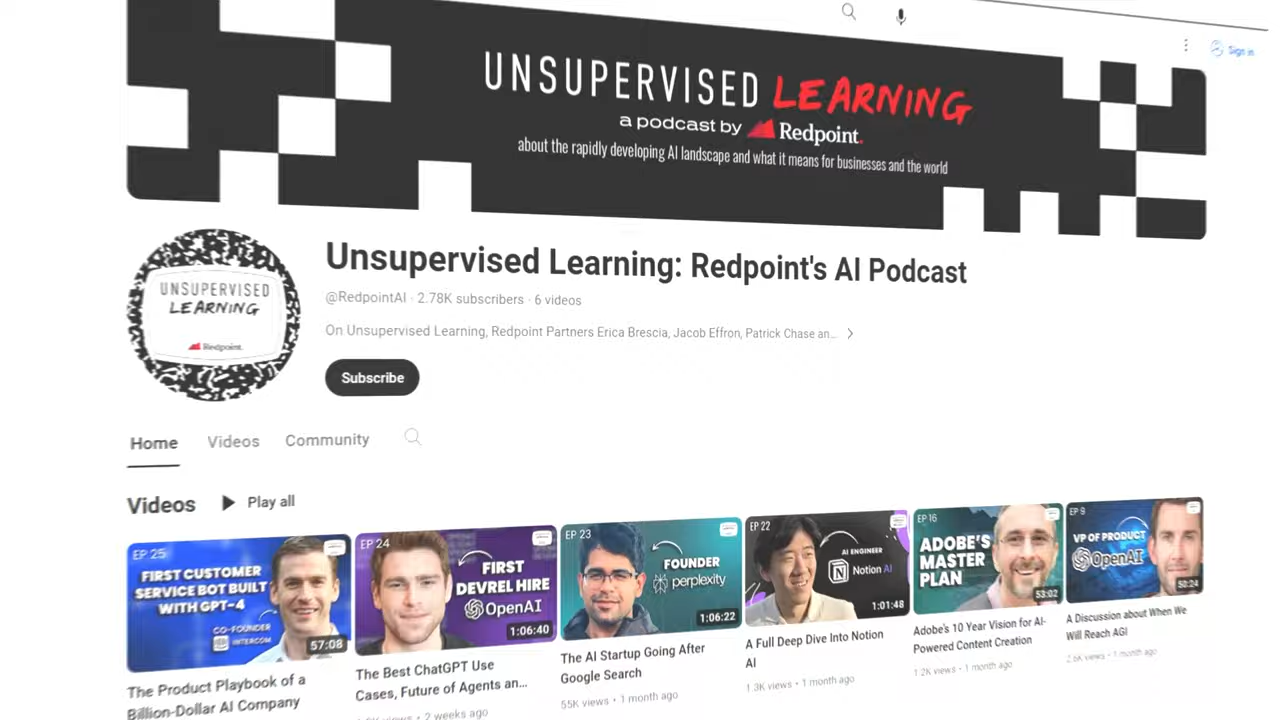 Sign in
UNSUPERVISED LEARNING
a podcast by Redpoint.
about the rapidly developing AI landscape and what it means for businesses and the world
UNSUPERVISED
LEARNING
Redpoint.
Unsupervised Learning: Redpoint's AI Podcast
@RedpointAI · 2.78K subscribers · 6 videos
On Unsupervised Learning, Redpoint Partners Erica Brescia, Jacob Effron, Patrick Chase an...
Subscribe
Home Videos Community
Videos Play all
EP 25
FIRST CUSTOMER
SERVICE BOT BUILT
WITH GPT-4
CO-FOUNDER
INTERCOM
57:08
The Product Playbook of a
Billion-Dollar AI Company
EP 24
FIRST
DEVREL HIRE
OpenAI
1:06:40
The Best ChatGPT Use
Cases, Future of Agents an...
views • 2 weeks ago
EP 23
FOUNDER
perplexity
1:06:22
The AI Startup Going After
Google Search
55K views • 1 month ago
EP 22
AI ENGINEER
Notion AI
1:01:48
A Full Deep Dive Into Notion
AI
1.3K views • 1 month ago
EP 16
ADOBE'S
MASTER
PLAN
53:02
Adobe's 10 Year Vision for AI-
Powered Content Creation
1.2K views • 1 month ago
EP 9
VP OF PRODUCT
OpenAI
50:24
A Discussion about When We
Will Reach AGI
views • 1 month ago